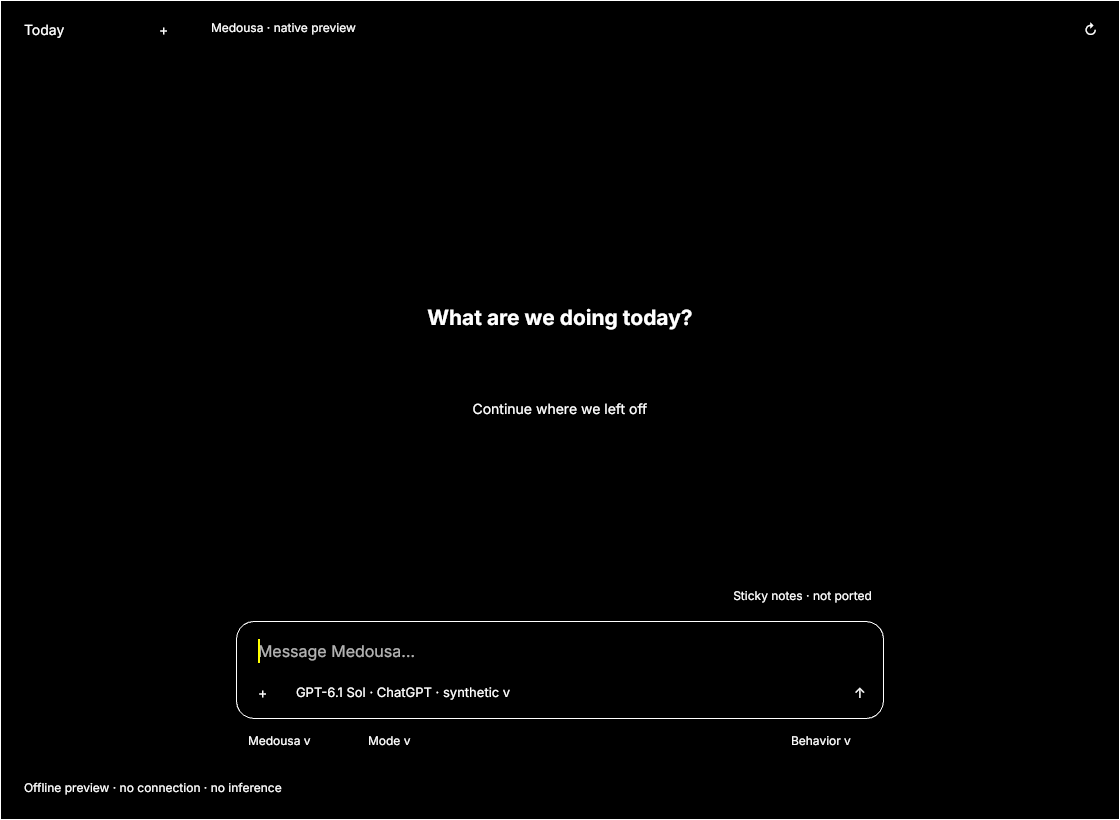 Today + Medousa · native preview ↻
What are we doing today?
Continue where we left off
Sticky notes · not ported
Message Medousa...
+ GPT-6.1 Sol · ChatGPT · synthetic v ↑
Medousa v Mode v Behavior v
Offline preview · no connection · no inference